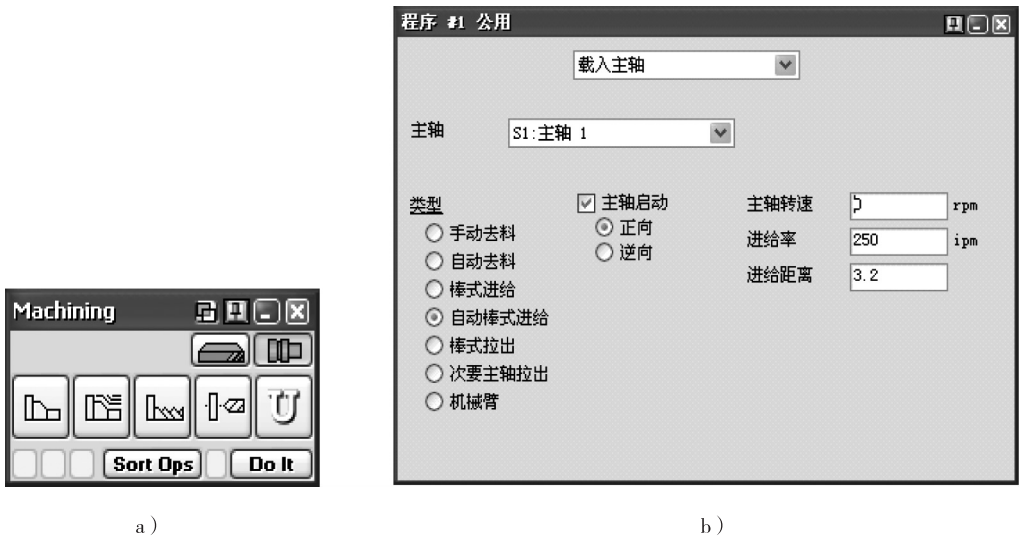 程序 #1 公用
载入主轴
主轴 S1:主轴 1
类型
手动去料
自动去料
棒式进给
自动棒式进给
棒式拉出
次要主轴拉出
机械臂
主轴启动
正向
逆向
主轴转速 rpm
进给率 250 ipm
进给距离 3.2
Machining
Sort Ops
Do It
a）
b）